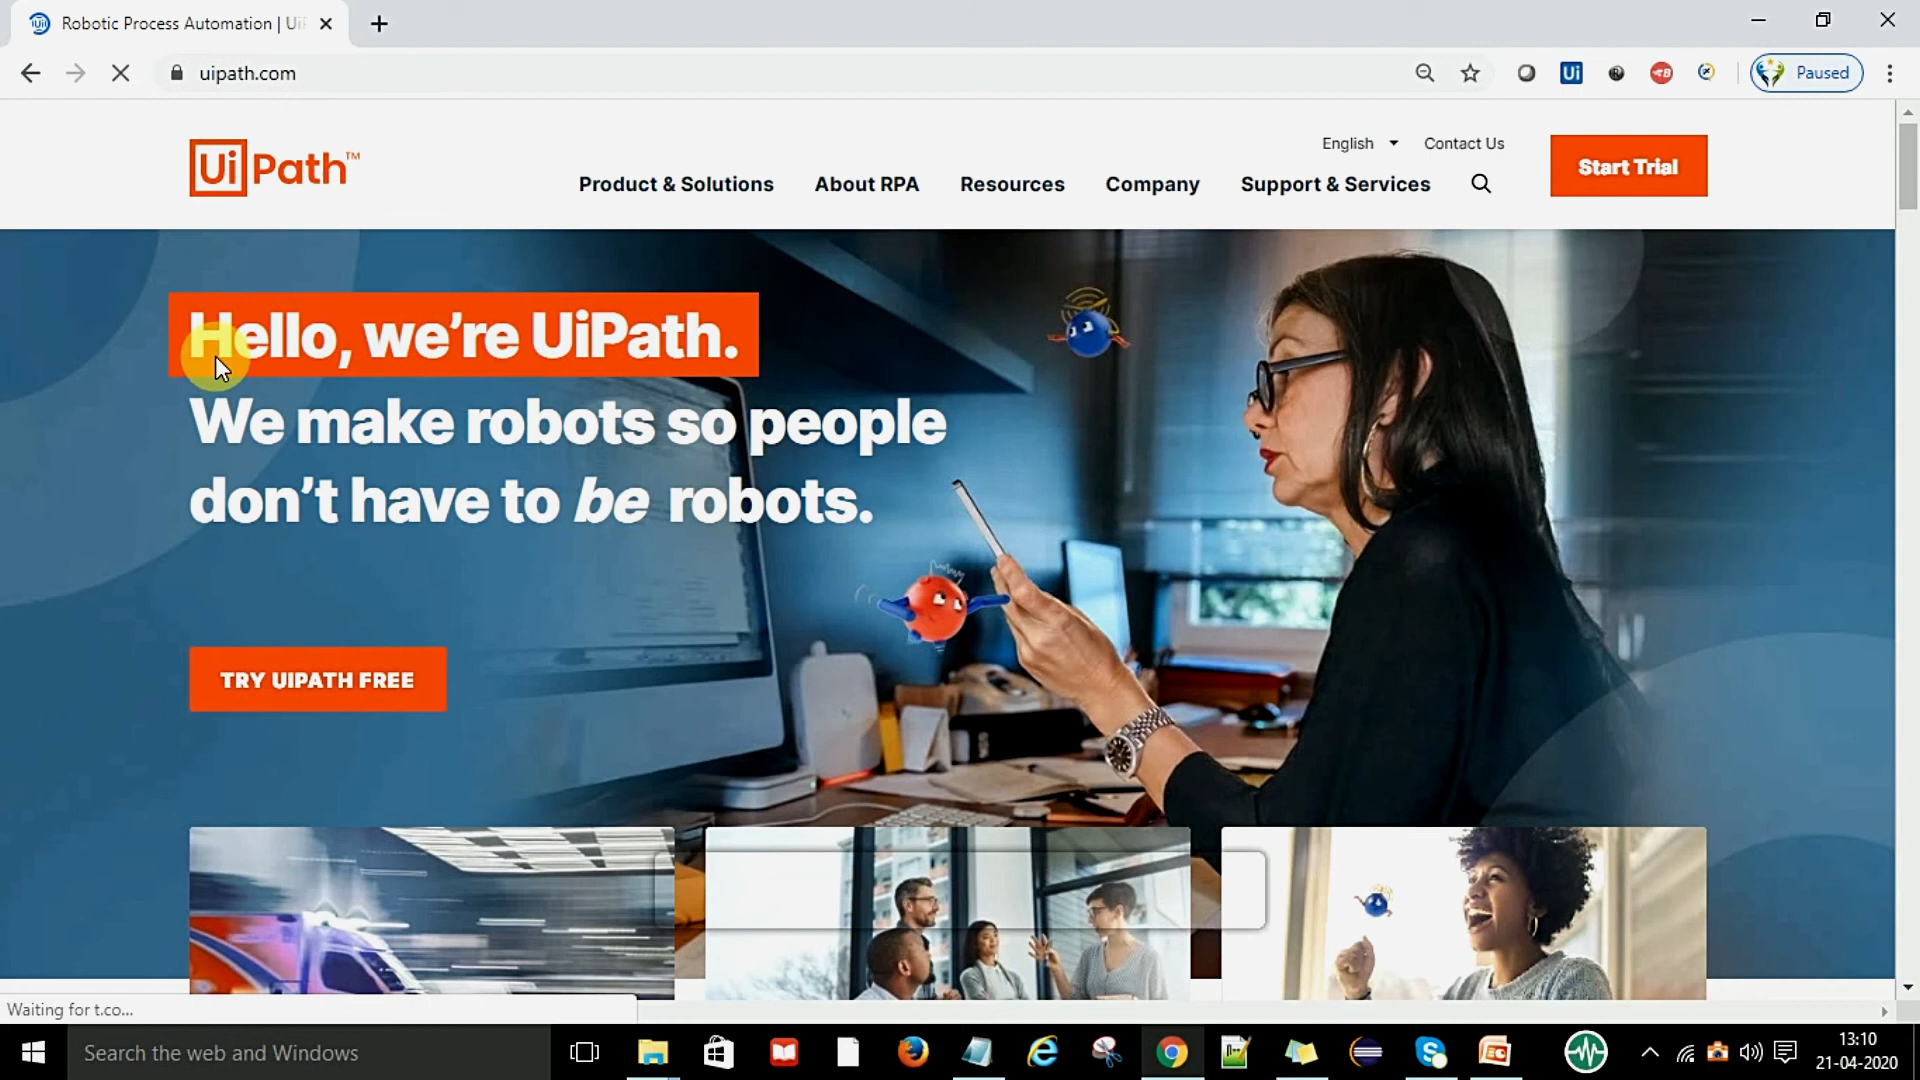 Robotic Process Automation | Ui
uipath.com
Ui
Paused
English
Contact Us
UiPath™
Product & Solutions
About RPA
Resources
Company
Support & Services
Start Trial
Hello, we’re UiPath.
We make robots so people
don’t have to be robots.
TRY UIPATH FREE
Waiting for t.co...
Search the web and Windows
13:10
21-04-2020